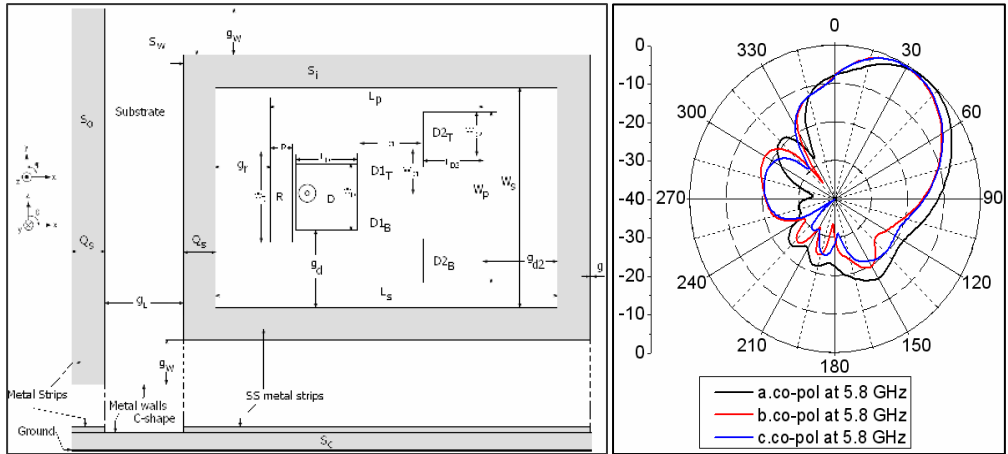 S_W
g_W
S_i
Substrate
S_O
L_p
D2_T
D1_T
L_D2
W_p
W_s
g_r
P
R
D
D1_B
D2_B
Q_S
Q_S
g_d
g_d2
g
L_s
g_L
g_W
Metal Strips
Metal walls
C-shape
SS metal strips
Ground
S_C
0
-10
-20
-30
-40
-30
-20
-10
0
0
30
60
90
120
150
180
210
240
270
300
330
a.co-pol at 5.8 GHz
b.co-pol at 5.8 GHz
c.co-pol at 5.8 GHz